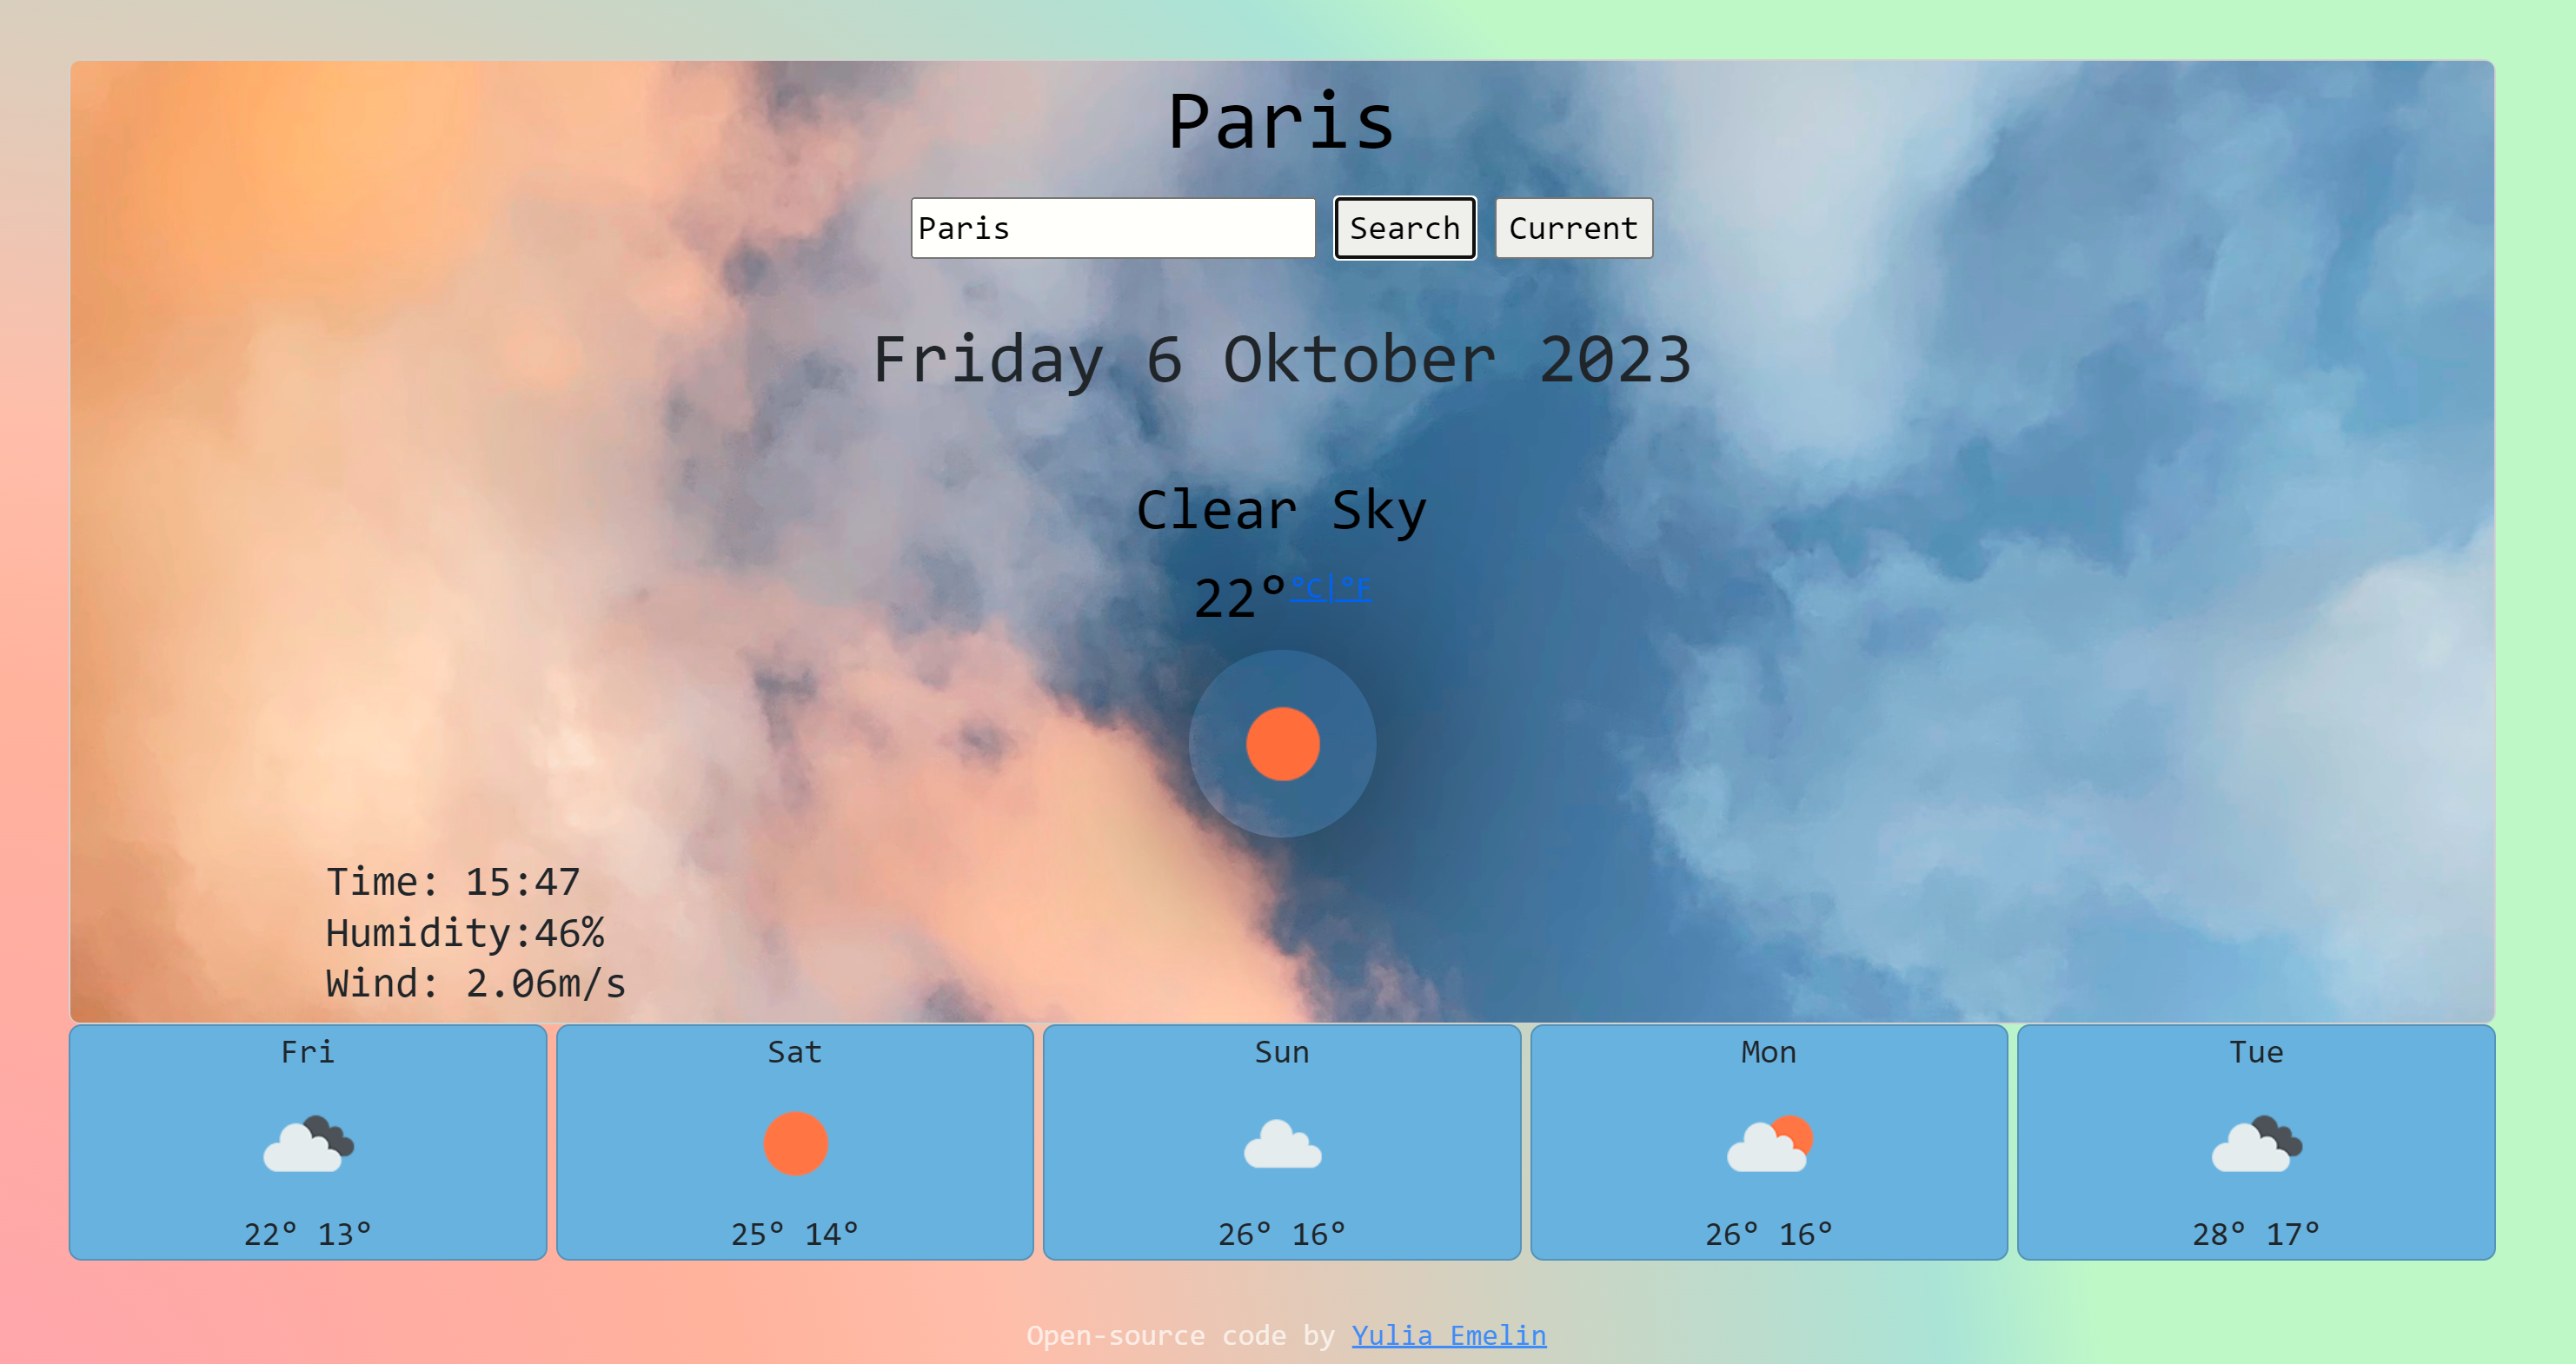 Paris
Paris Search Current
Friday 6 Oktober 2023
Clear Sky
22°°C|°F
Time: 15:47
Humidity:46%
Wind: 2.06m/s
Fri Sat Sun Mon Tue
22° 13° 25° 14° 26° 16° 26° 16° 28° 17°
Open-source code by Yulia Emelin